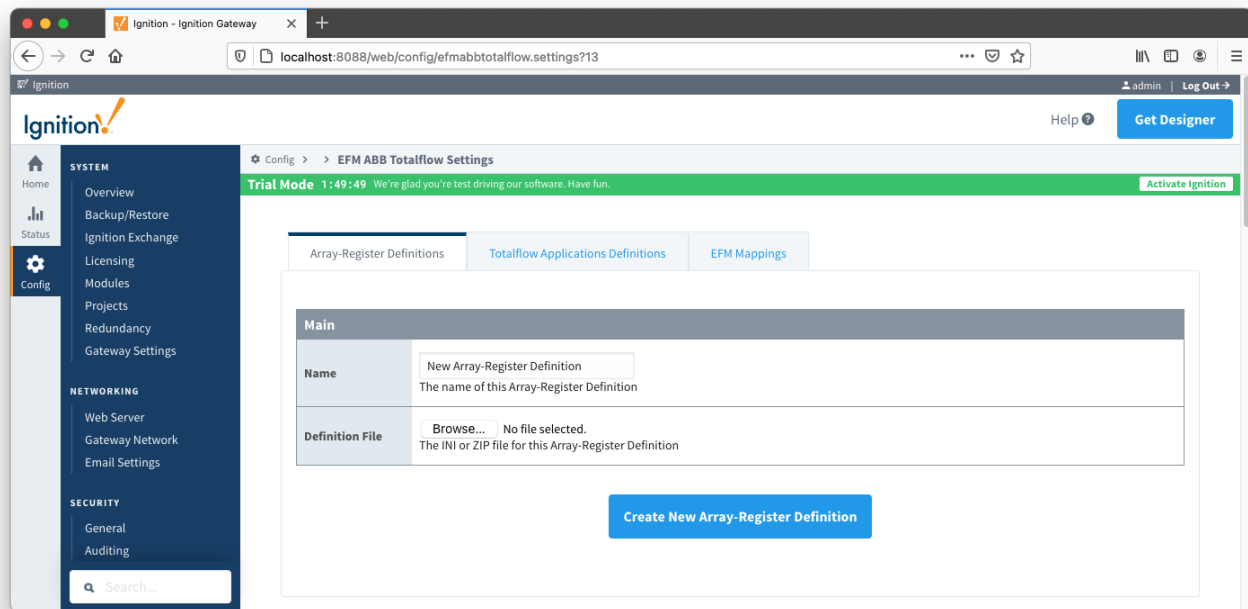 Ignition - Ignition Gateway
localhost:8088/web/config/efmabbtotalflow.settings?13
Ignition
admin | Log Out
Ignition!
Help
Get Designer
Home
Status
Config
SYSTEM
Overview
Backup/Restore
Ignition Exchange
Licensing
Modules
Projects
Redundancy
Gateway Settings
NETWORKING
Web Server
Gateway Network
Email Settings
SECURITY
General
Auditing
Search...
Config > > EFM ABB Totalflow Settings
Trial Mode 1:49:49 We're glad you're test driving our software. Have fun.
Activate Ignition
Array-Register Definitions
Totalflow Applications Definitions
EFM Mappings
Main
Name
New Array-Register Definition
The name of this Array-Register Definition
Definition File
Browse... No file selected.
The INI or ZIP file for this Array-Register Definition
Create New Array-Register Definition